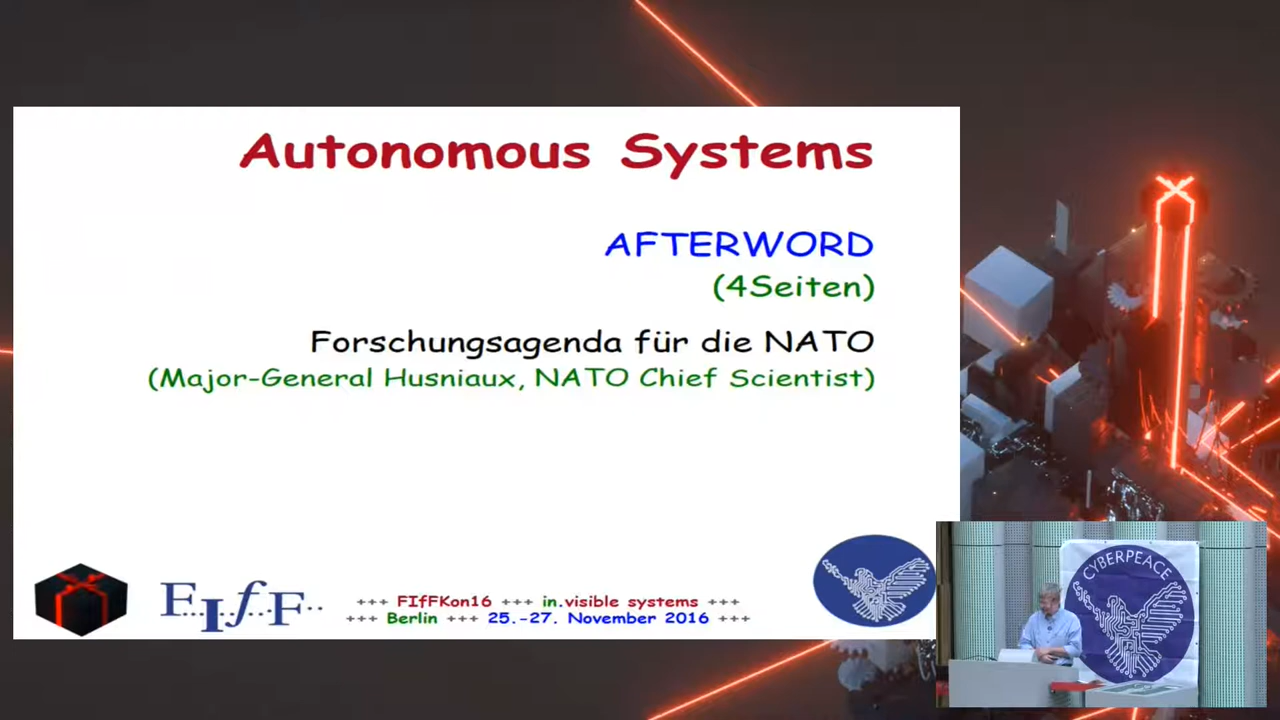 Autonomous Systems
AFTERWORD
(4Seiten)
Forschungsagenda für die NATO
(Major-General Husniaux, NATO Chief Scientist)
F..I..f..F..
+++ FIfFKon16 +++ in.visible systems +++
+++ Berlin +++ 25.-27. November 2016 +++
CYBERPEACE